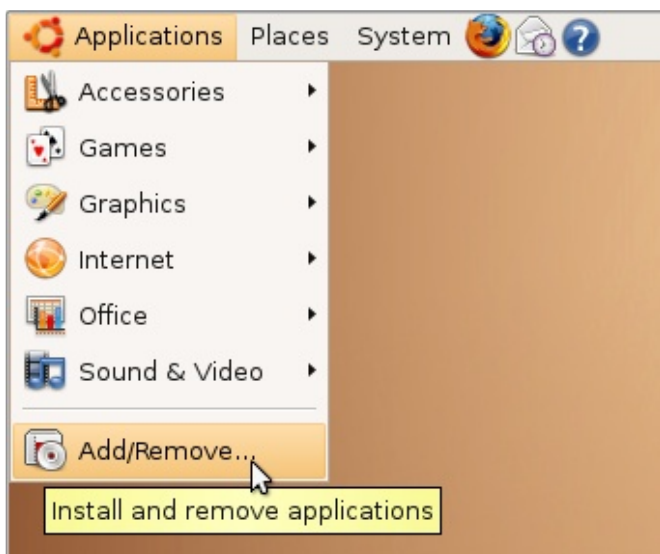 Applications Places System
Accessories
Games
Graphics
Internet
Office
Sound & Video
Add/Remove...
Install and remove applications